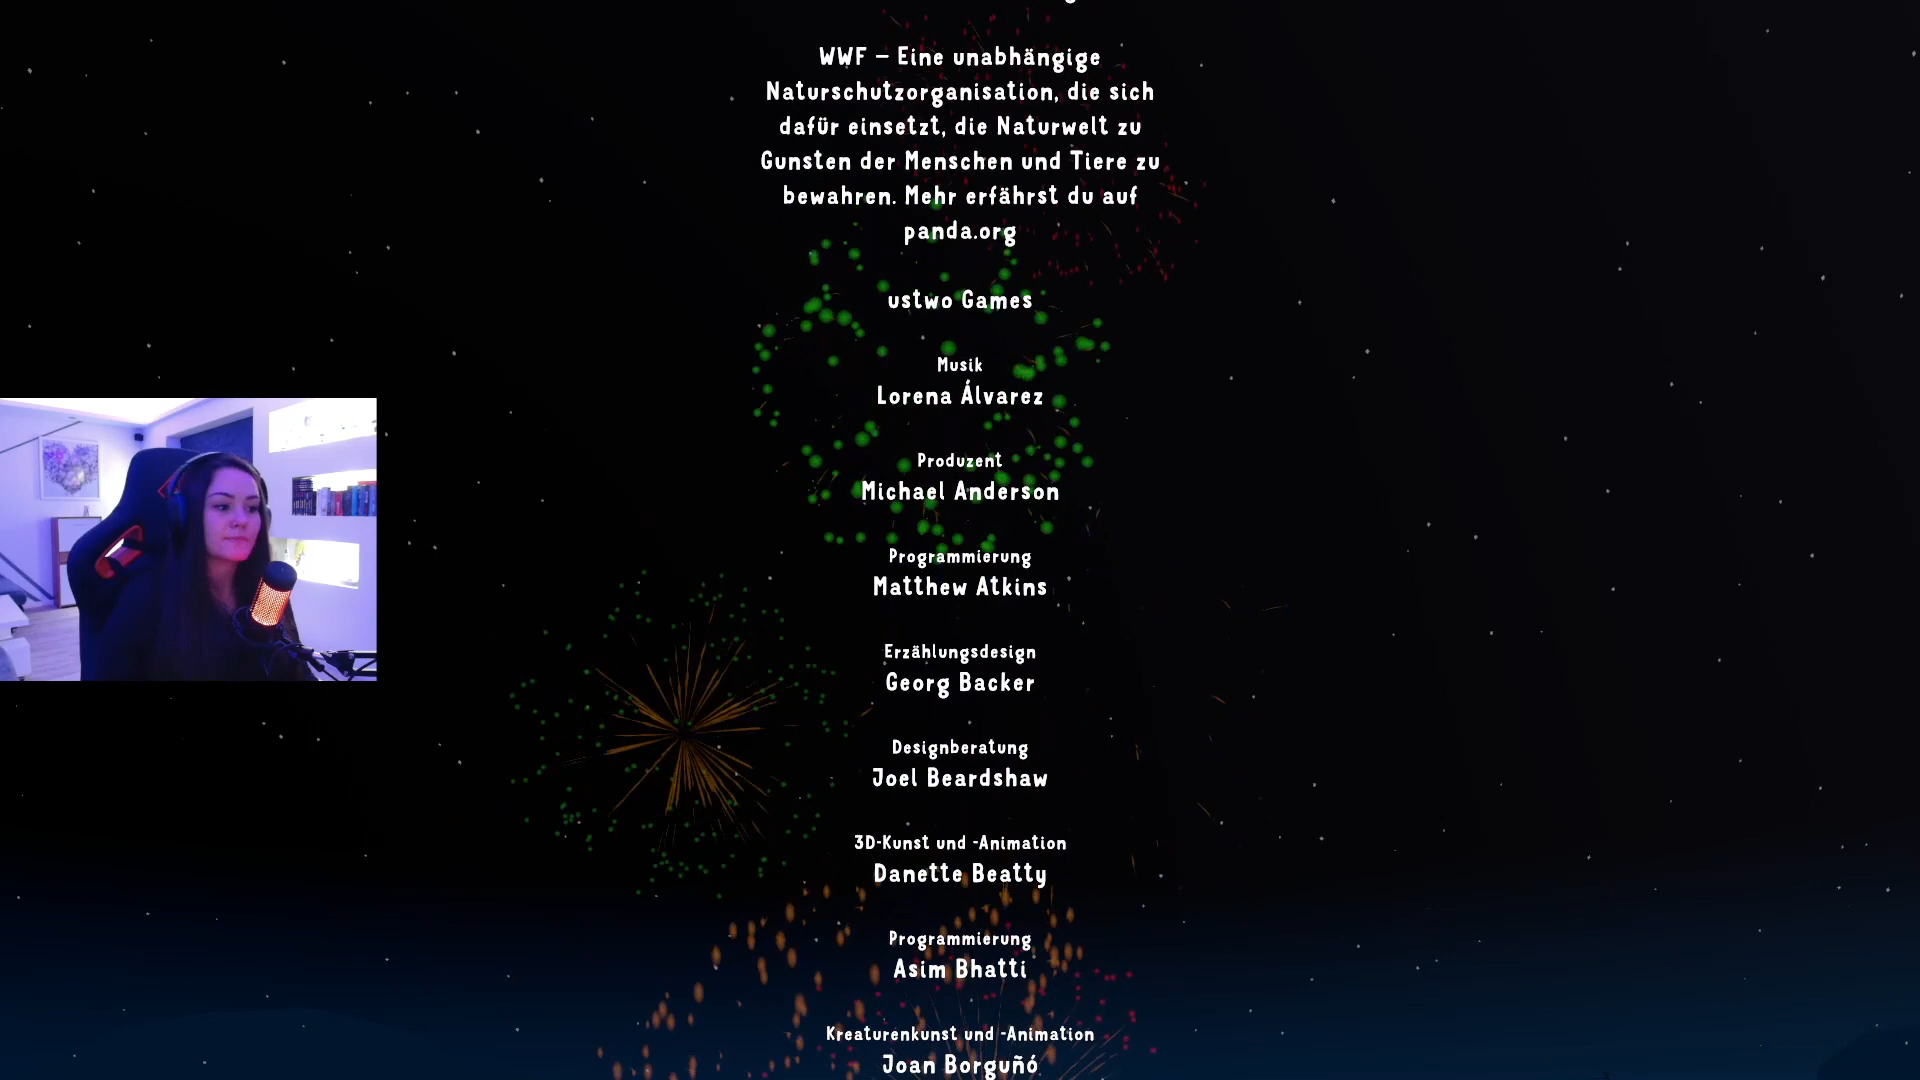 WWF – Eine unabhängige
Naturschutzorganisation, die sich
dafür einsetzt, die Naturwelt zu
Gunsten der Menschen und Tiere zu
bewahren. Mehr erfährst du auf
panda.org
ustwo Games
Musik
Lorena Álvarez
Produzent
Michael Anderson
Programmierung
Matthew Atkins
Erzählungsdesign
Georg Backer
Designberatung
Joel Beardshaw
3D-Kunst und -Animation
Danette Beatty
Programmierung
Asim Bhatti
Kreaturenkunst und -Animation
Joan Borguñó